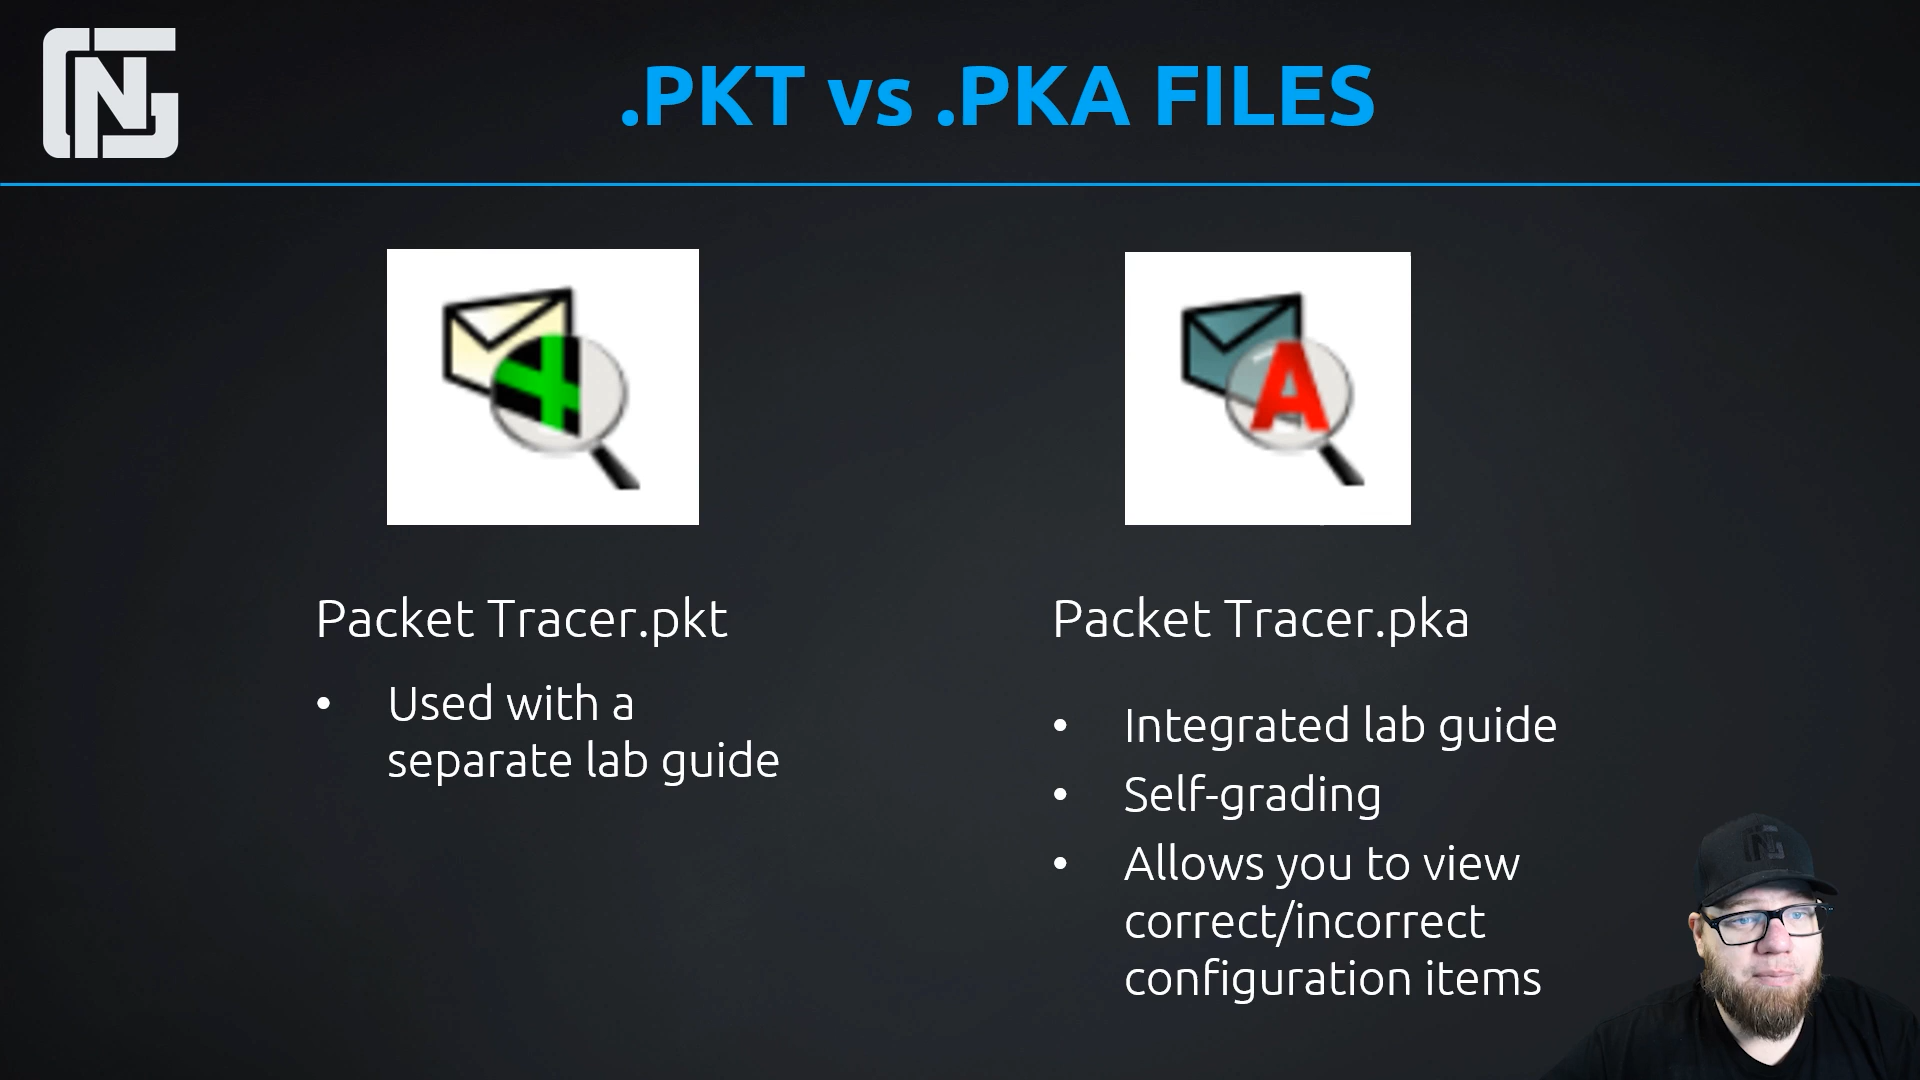 .PKT vs .PKA FILES
A
Packet Tracer.pkt
Packet Tracer.pka
• Used with a
separate lab guide
• Integrated lab guide
• Self-grading
• Allows you to view
correct/incorrect
configuration items